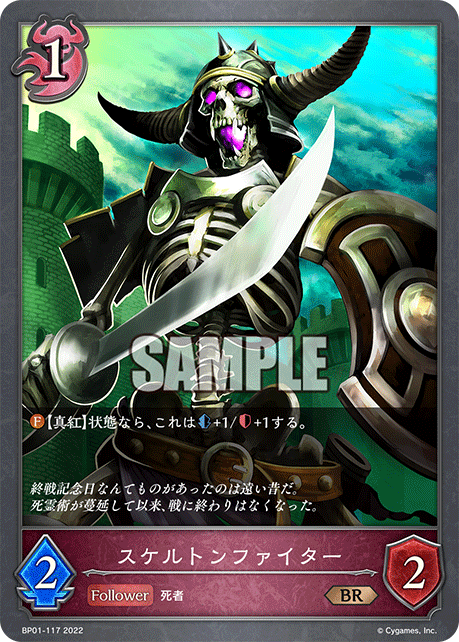 1
SAMPLE
F【真紅】状態なら、これは+1/+1する。
終戦記念日なんてものがあったのは遠い昔だ。
死霊術が蔓延して以来、戦に終わりはなくなった。
スケルトンファイター
2
Follower 死者
BR
2
BP01-117 2022
© Cygames, Inc.